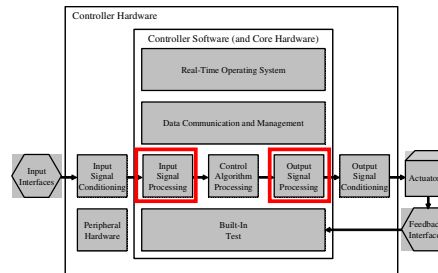 Controller Hardware
Controller Software (and Core Hardware)
Real-Time Operating System
Data Communication and Management
Input
Interfaces
Input
Signal
Conditioning
Input
Signal
Processing
Control
Algorithm
Processing
Output
Signal
Processing
Output
Signal
Conditioning
Actuator
Peripheral
Hardware
Built-In
Test
Feedback
Interface